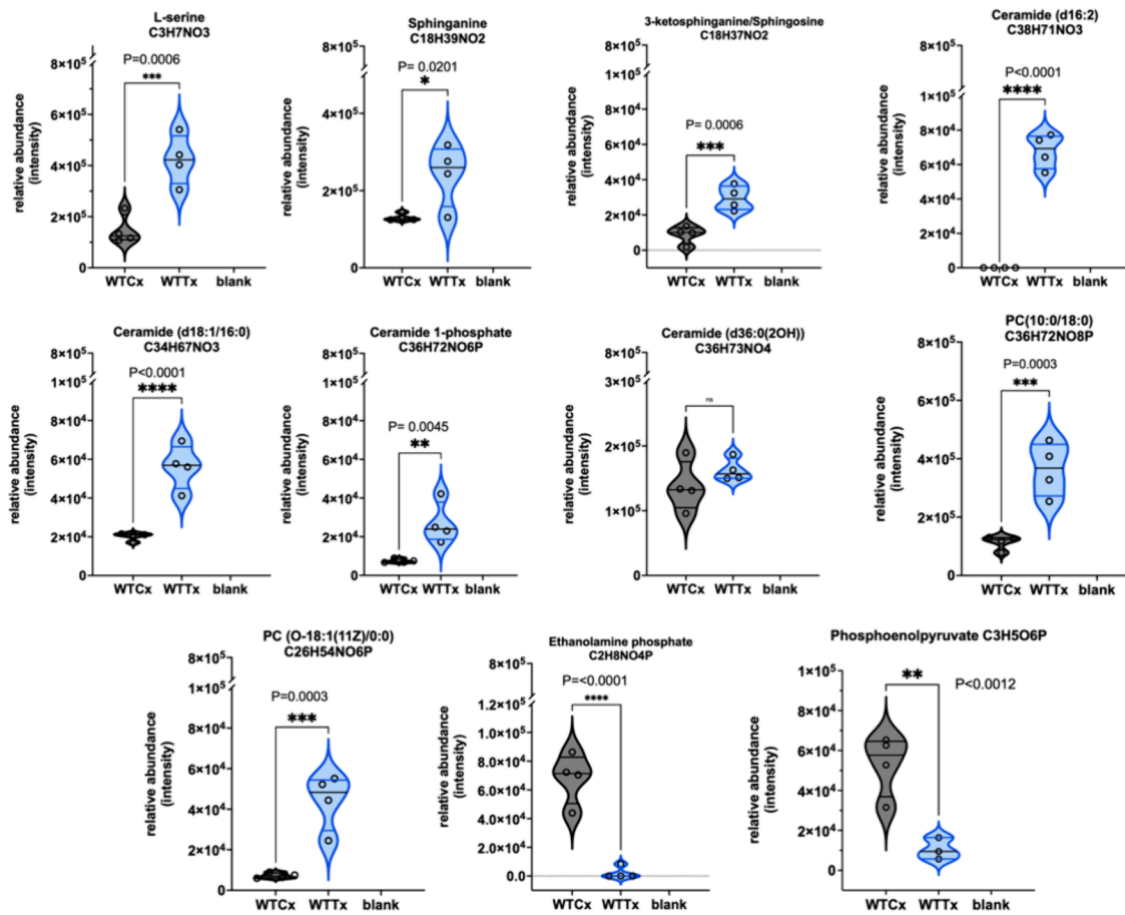 L-serine
C3H7NO3
8×10⁵
6×10⁵
4×10⁵
2×10⁵
0
relative abundance
(intensity)
P=0.0006
***
WTCx WTTx blank
Sphinganine
C18H39NO2
8×10⁵
4×10⁵
2×10⁵
0
relative abundance
(intensity)
P= 0.0201
*
WTCx WTTx blank
3-ketosphinganine/Sphingosine
C18H37NO2
8×10⁵
1×10⁵
8×10⁴
6×10⁴
4×10⁴
2×10⁴
0
relative abundance
(intensity)
P= 0.0006
***
WTCx WTTx blank
Ceramide (d16:2)
C38H71NO3
8×10⁵
1×10⁵
8×10⁴
6×10⁴
4×10⁴
2×10⁴
0
relative abundance
(intensity)
P<0.0001
****
WTCx WTTx blank
Ceramide (d18:1/16:0)
C34H67NO3
8×10⁵
1×10⁵
8×10⁴
6×10⁴
4×10⁴
2×10⁴
0
relative abundance
(intensity)
P<0.0001
****
WTCx WTTx blank
Ceramide 1-phosphate
C36H72NO6P
8×10⁵
1×10⁵
8×10⁴
6×10⁴
4×10⁴
2×10⁴
0
relative abundance
(intensity)
P= 0.0045
**
WTCx WTTx blank
Ceramide (d36:0(2OH))
C36H73NO4
8×10⁵
2×10⁵
1×10⁵
0
relative abundance
(intensity)
ns
WTCx WTTx blank
PC(10:0/18:0)
C36H72NO8P
8×10⁵
6×10⁵
4×10⁵
2×10⁵
0
relative abundance
(intensity)
P=0.0003
***
WTCx WTTx blank
PC (O-18:1(11Z)/0:0)
C26H54NO6P
8×10⁵
1×10⁵
8×10⁴
6×10⁴
4×10⁴
2×10⁴
0
relative abundance
(intensity)
P=0.0003
***
WTCx WTTx blank
Ethanolamine phosphate
C2H8NO4P
8×10⁵
1.2×10⁵
1.0×10⁵
8.0×10⁴
6.0×10⁴
4.0×10⁴
2.0×10⁴
0.0
relative abundance
(intensity)
P=<0.0001
****
WTCx WTTx blank
Phosphoenolpyruvate C3H5O6P
1×10⁵
8×10⁴
6×10⁴
4×10⁴
2×10⁴
0
relative abundance
(intensity)
**
P<0.0012
WTCx WTTx blank